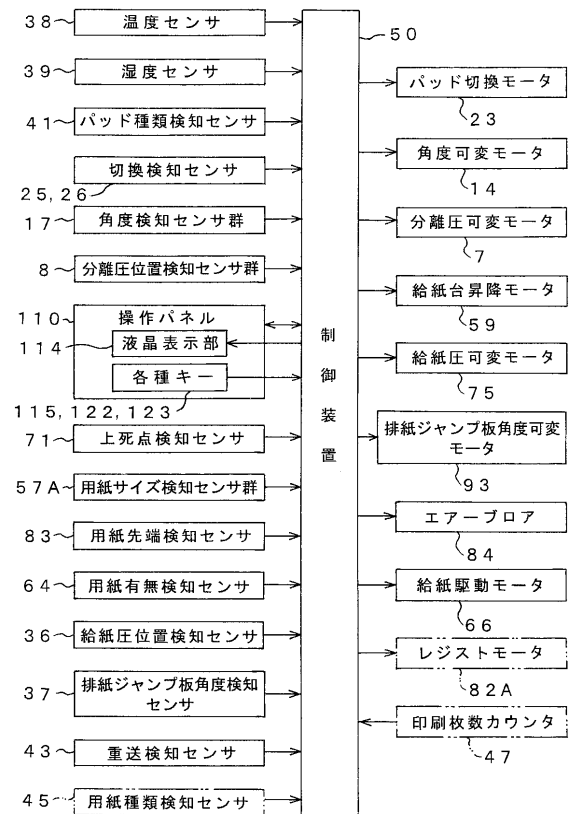 38 温度センサ
39 湿度センサ
41 パッド種類検知センサ
切換検知センサ
25,26
17 角度検知センサ群
8 分離圧位置検知センサ群
110 操作パネル
114 液晶表示部
各種キー
115,122,123
71 上死点検知センサ
57A 用紙サイズ検知センサ群
83 用紙先端検知センサ
64 用紙有無検知センサ
36 給紙圧位置検知センサ
37 排紙ジャンプ板角度検知
センサ
43 重送検知センサ
45 用紙種類検知センサ
制御装置
50
パッド切換モータ
23
角度可変モータ
14
分離圧可変モータ
7
給紙台昇降モータ
59
給紙圧可変モータ
75
排紙ジャンプ板角度可変
モータ
93
エアーブロア
84
給紙駆動モータ
66
レジストモータ
82A
印刷枚数カウンタ
47